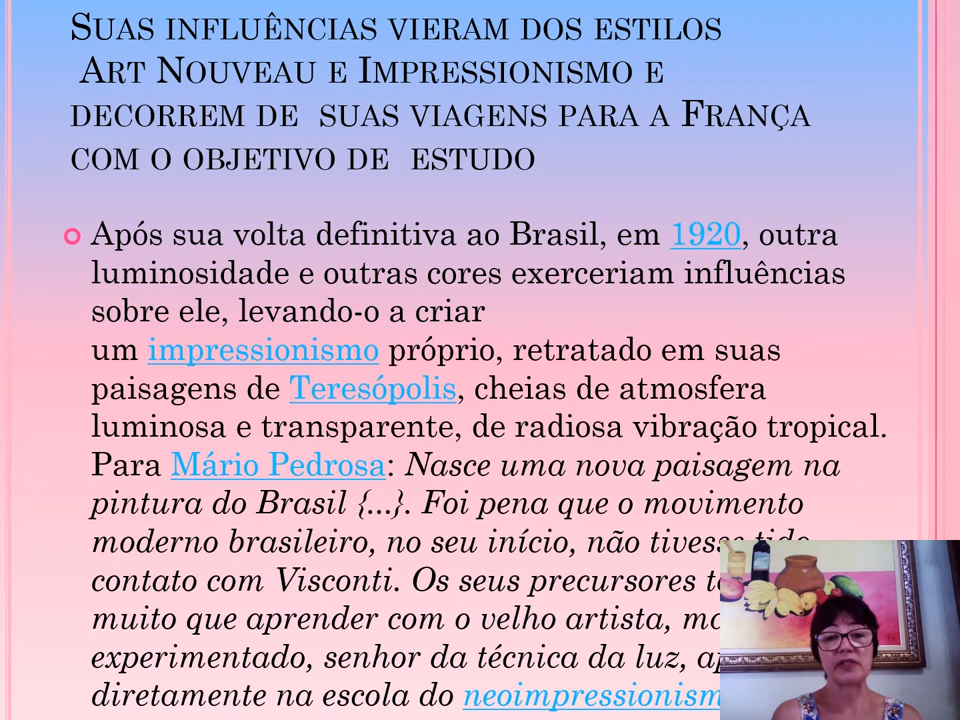 SUAS INFLUÊNCIAS VIERAM DOS ESTILOS
ART NOUVEAU E IMPRESSIONISMO E
DECORREM DE SUAS VIAGENS PARA A FRANÇA
COM O OBJETIVO DE ESTUDO
Após sua volta definitiva ao Brasil, em 1920, outra
luminosidade e outras cores exerceriam influências
sobre ele, levando-o a criar
um impressionismo próprio, retratado em suas
paisagens de Teresópolis, cheias de atmosfera
luminosa e transparente, de radiosa vibração tropical.
Para Mário Pedrosa: Nasce uma nova paisagem na
pintura do Brasil {...}. Foi pena que o movimento
moderno brasileiro, no seu início, não tivesse tido
contato com Visconti. Os seus precursores
muito que aprender com o velho artista,
experimentado, senhor da técnica da luz,
diretamente na escola do